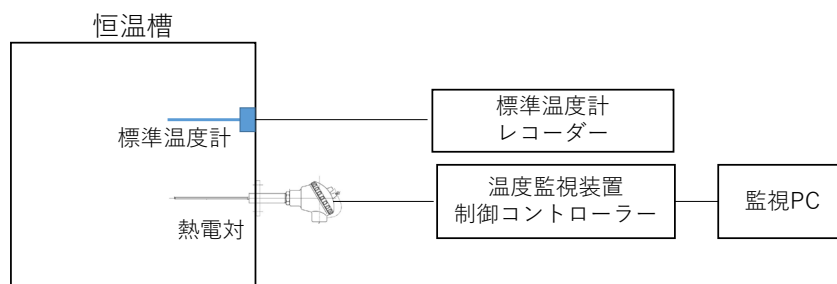 恒温槽
標準温度計
標準温度計
レコーダー
熱電対
温度監視装置
制御コントローラー
監視PC